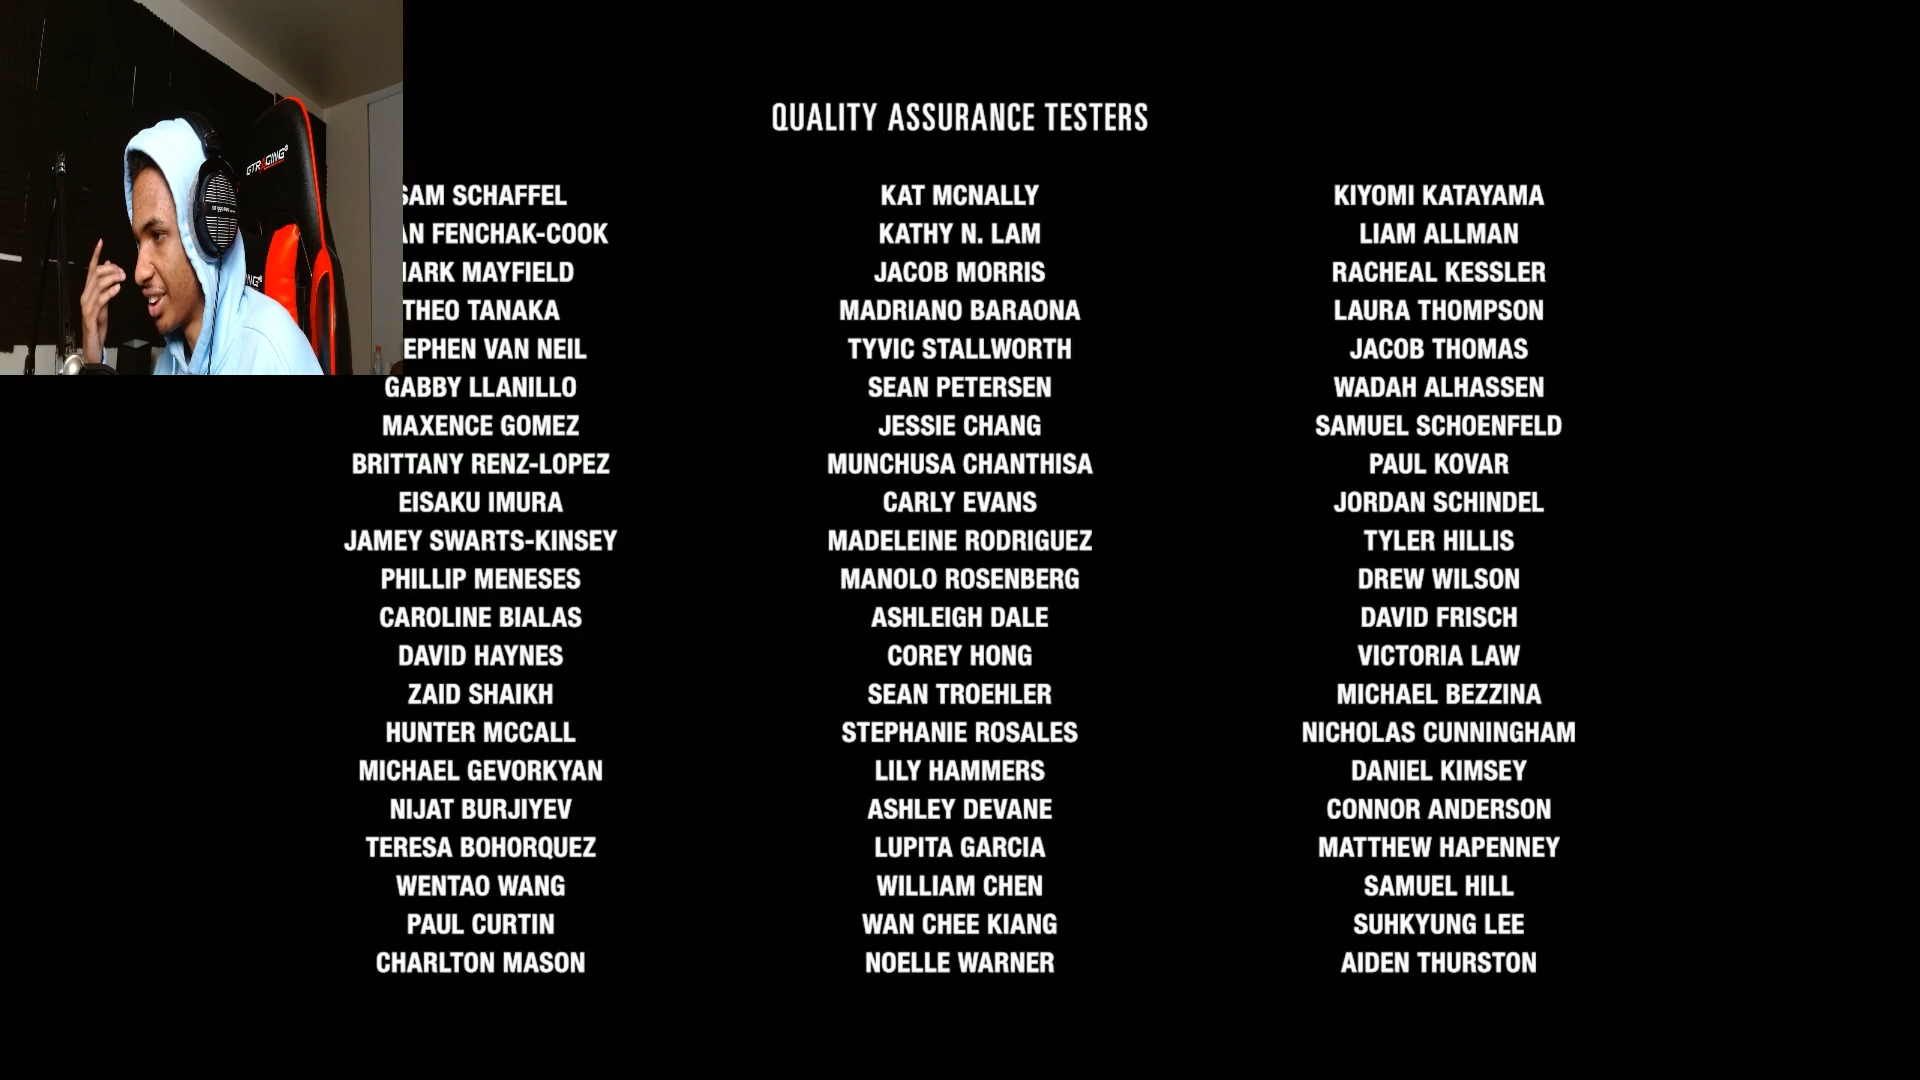 QUALITY ASSURANCE TESTERS
SAM SCHAFFEL KAT MCNALLY KIYOMI KATAYAMA
FENCHAK-COOK KATHY N. LAM LIAM ALLMAN
MAYFIELD JACOB MORRIS RACHEAL KESSLER
THEO TANAKA MADRIANO BARAONA LAURA THOMPSON
VAN NEIL TYVIC STALLWORTH JACOB THOMAS
GABBY LLANILLO SEAN PETERSEN WADAH ALHASSEN
MAXENCE GOMEZ JESSIE CHANG SAMUEL SCHOENFELD
BRITTANY RENZ-LOPEZ MUNCHUSA CHANTHISA PAUL KOVAR
EISAKU IMURA CARLY EVANS JORDAN SCHINDEL
JAMEY SWARTS-KINSEY MADELEINE RODRIGUEZ TYLER HILLIS
PHILLIP MENESES MANOLO ROSENBERG DREW WILSON
CAROLINE BIALAS ASHLEIGH DALE DAVID FRISCH
DAVID HAYNES COREY HONG VICTORIA LAW
ZAID SHAIKH SEAN TROEHLER MICHAEL BEZZINA
HUNTER MCCALL STEPHANIE ROSALES NICHOLAS CUNNINGHAM
MICHAEL GEVORKYAN LILY HAMMERS DANIEL KIMSEY
NIJAT BURJIYEV ASHLEY DEVANE CONNOR ANDERSON
TERESA BOHORQUEZ LUPITA GARCIA MATTHEW HAPENNEY
WENTAO WANG WILLIAM CHEN SAMUEL HILL
PAUL CURTIN WAN CHEE KIANG SUHKYUNG LEE
CHARLTON MASON NOELLE WARNER AIDEN THURSTON
GTRACING